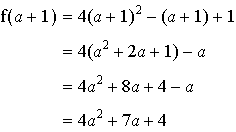 f(a + 1) = 4(a + 1)² − (a + 1) + 1
= 4(a² + 2a + 1) − a
= 4a² + 8a + 4 − a
= 4a² + 7a + 4